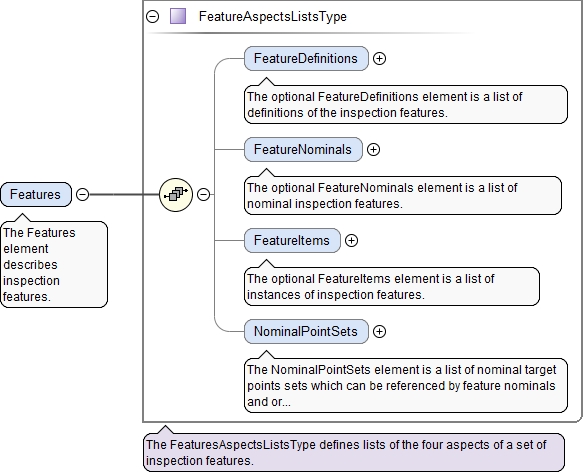 FeatureAspectsListsType
FeatureDefinitions
The optional FeatureDefinitions element is a list of
definitions of the inspection features.
FeatureNominals
The optional FeatureNominals element is a list of
nominal inspection features.
Features
The Features
element
describes
inspection
features.
FeatureItems
The optional FeatureItems element is a list of
instances of inspection features.
NominalPointSets
The NominalPointSets element is a list of nominal target
points sets which can be referenced by feature nominals
and or...
The FeaturesAspectsListsType defines lists of the four aspects of a set of
inspection features.